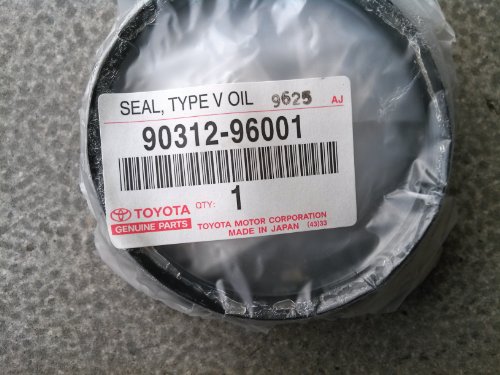 SEAL, TYPE V OIL 9625 AJ
90312-96001
TOYOTA QTY: 1
GENUINE PARTS TOYOTA MOTOR CORPORATION
MADE IN JAPAN (43)33